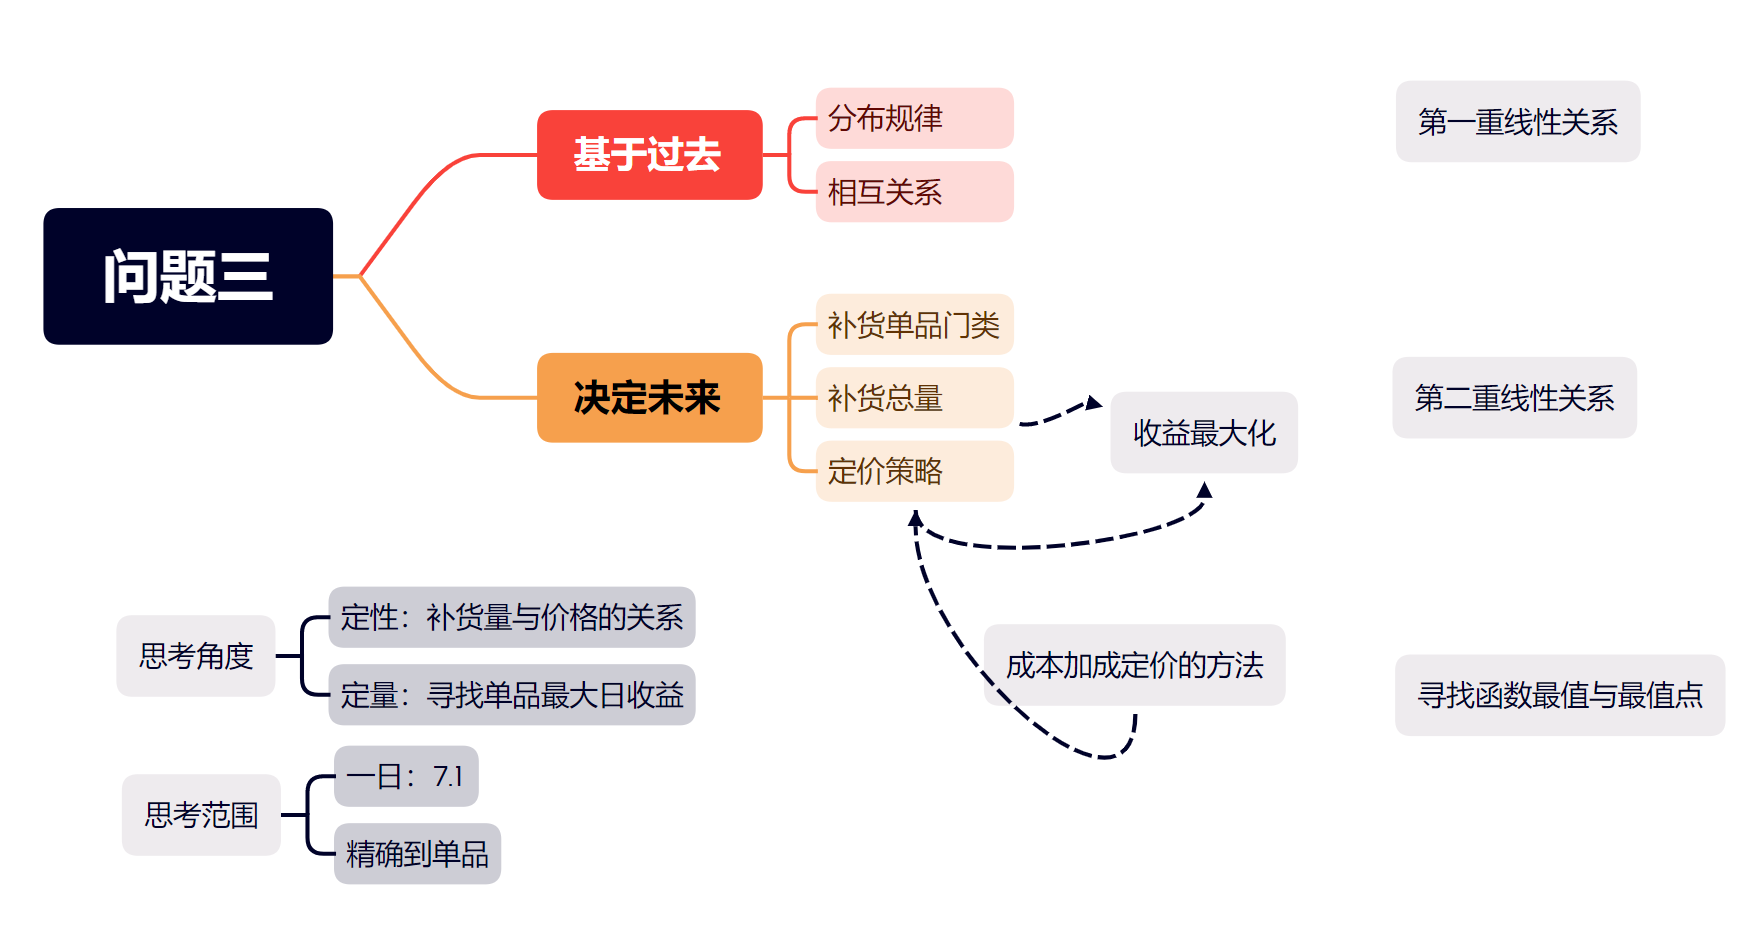 问题三
基于过去
分布规律
相互关系
第一重线性关系
决定未来
补货单品门类
补货总量
定价策略
收益最大化
第二重线性关系
思考角度
定性：补货量与价格的关系
定量：寻找单品最大日收益
成本加成定价的方法
寻找函数最值与最值点
思考范围
一日：7.1
精确到单品